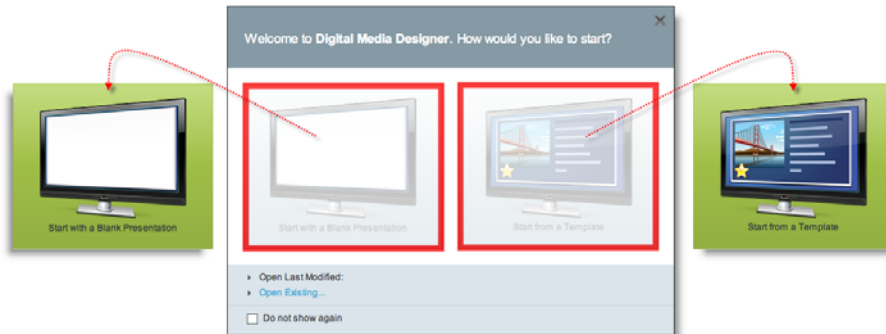 Welcome to Digital Media Designer. How would you like to start?
Start with a Blank Presentation
Start with a Blank Presentation
Start from a Template
Start from a Template
Open Last Modified:
Open Existing...
Do not show again